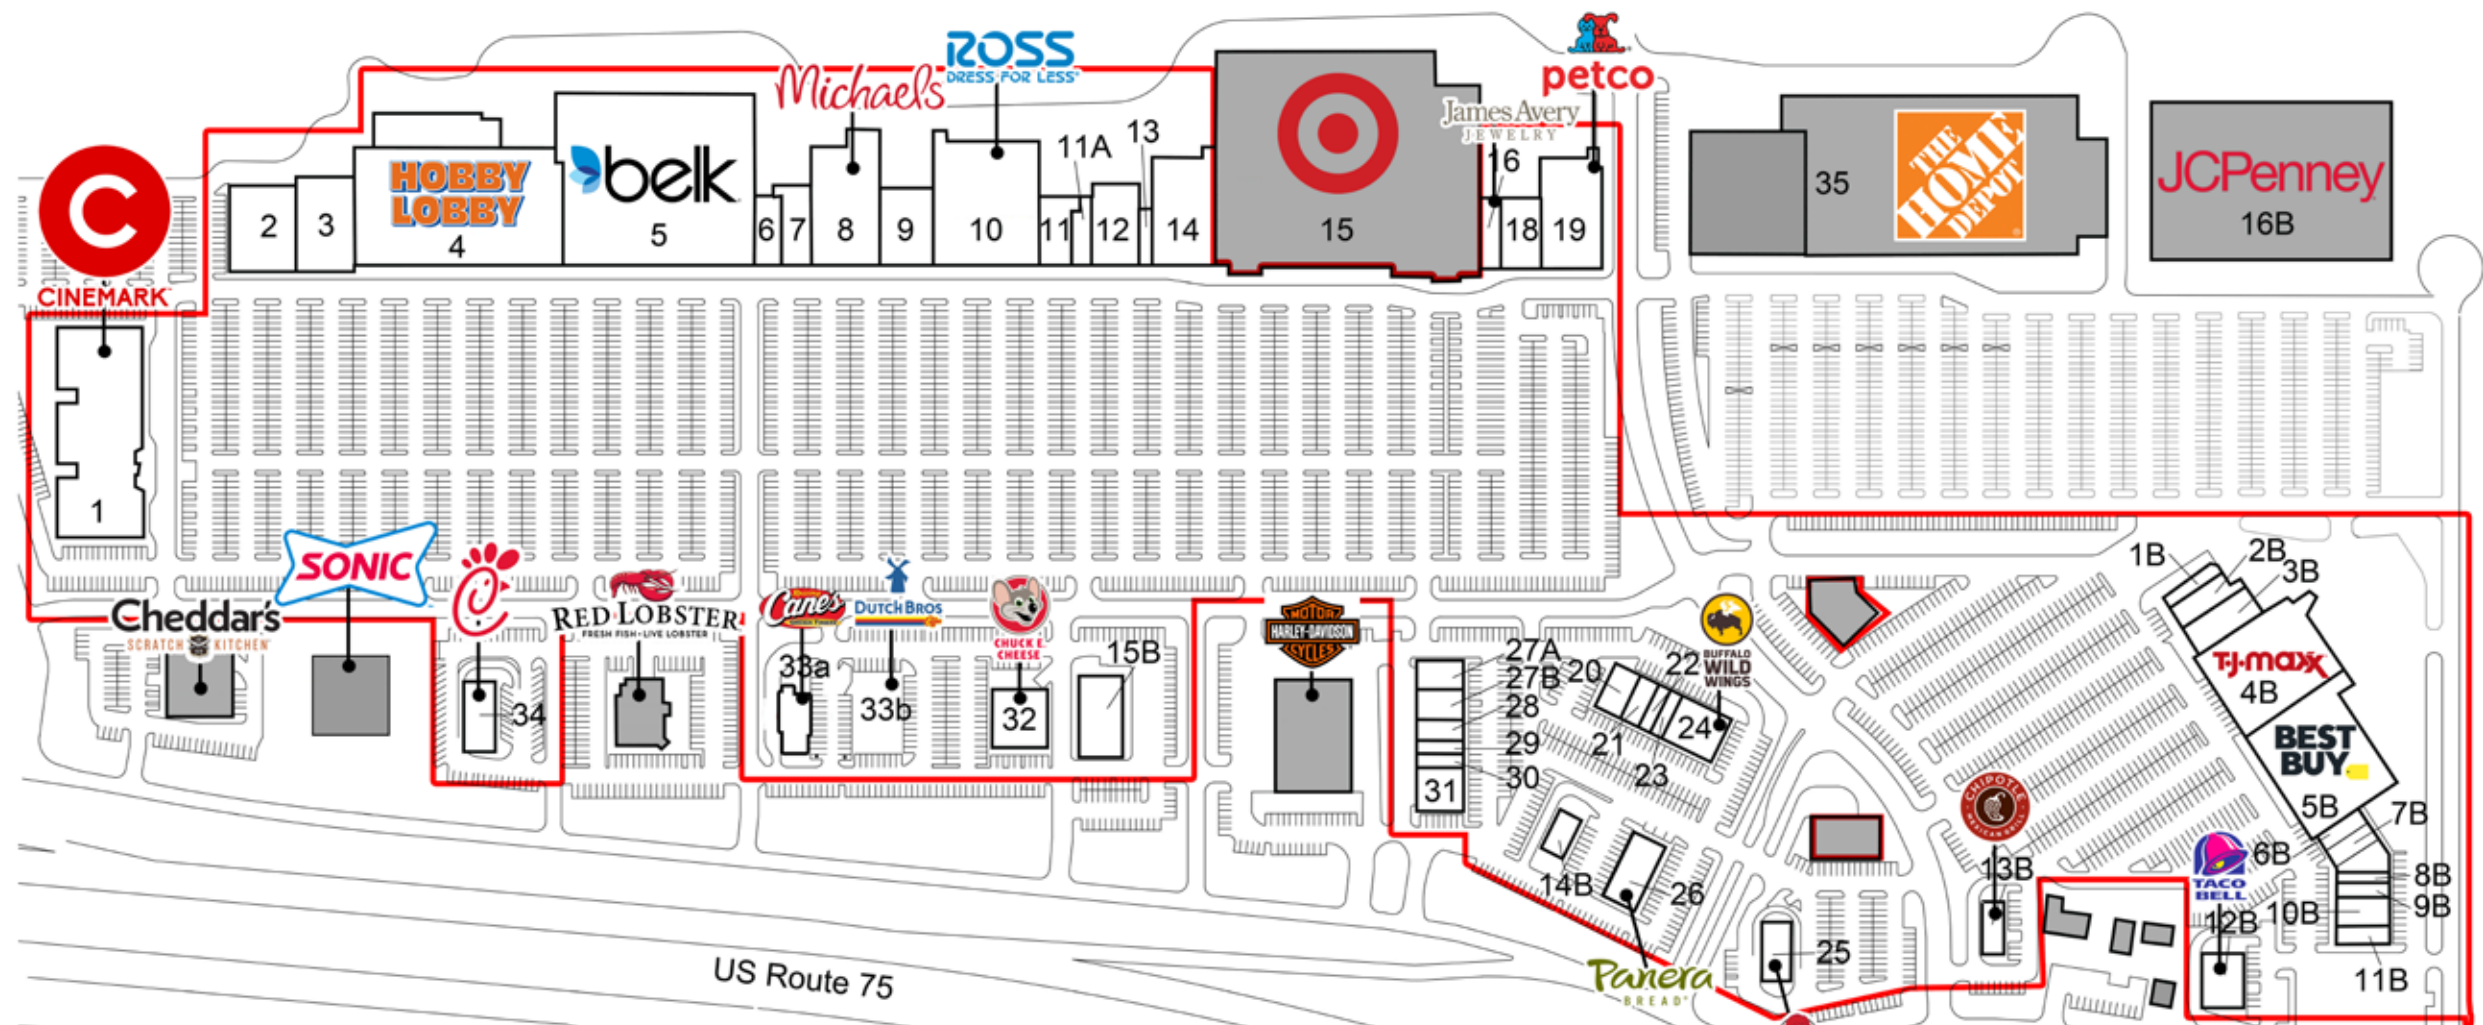 ROSS
DRESS FOR LESS
Michaels
petco
James Avery
JEWELRY
C
CINEMARK
HOBBY
LOBBY
belk
THE
HOME
DEPOT
JCPenney
1
2
3
4
5
6
7
8
9
10
11
11A
12
13
14
15
16
18
19
35
16B
SONIC
Cheddar's
SCRATCH KITCHEN
RED LOBSTER
FRESH FISH • LIVE LOBSTER
34
Cane's
33a
DUTCH BROS
33b
CHUCK E.
CHEESE
32
15B
MOTOR
HARLEY-DAVIDSON
CYCLES
27A
27B
28
29
30
31
20
21
22
23
24
BUFFALO
WILD
WINGS
14B
26
Panera
BREAD
25
CHIPOTLE
MEXICAN GRILL
13B
TACO
BELL
12B
1B
2B
3B
T.J.maxx
4B
BEST
BUY
5B
6B
7B
8B
9B
10B
11B
US Route 75